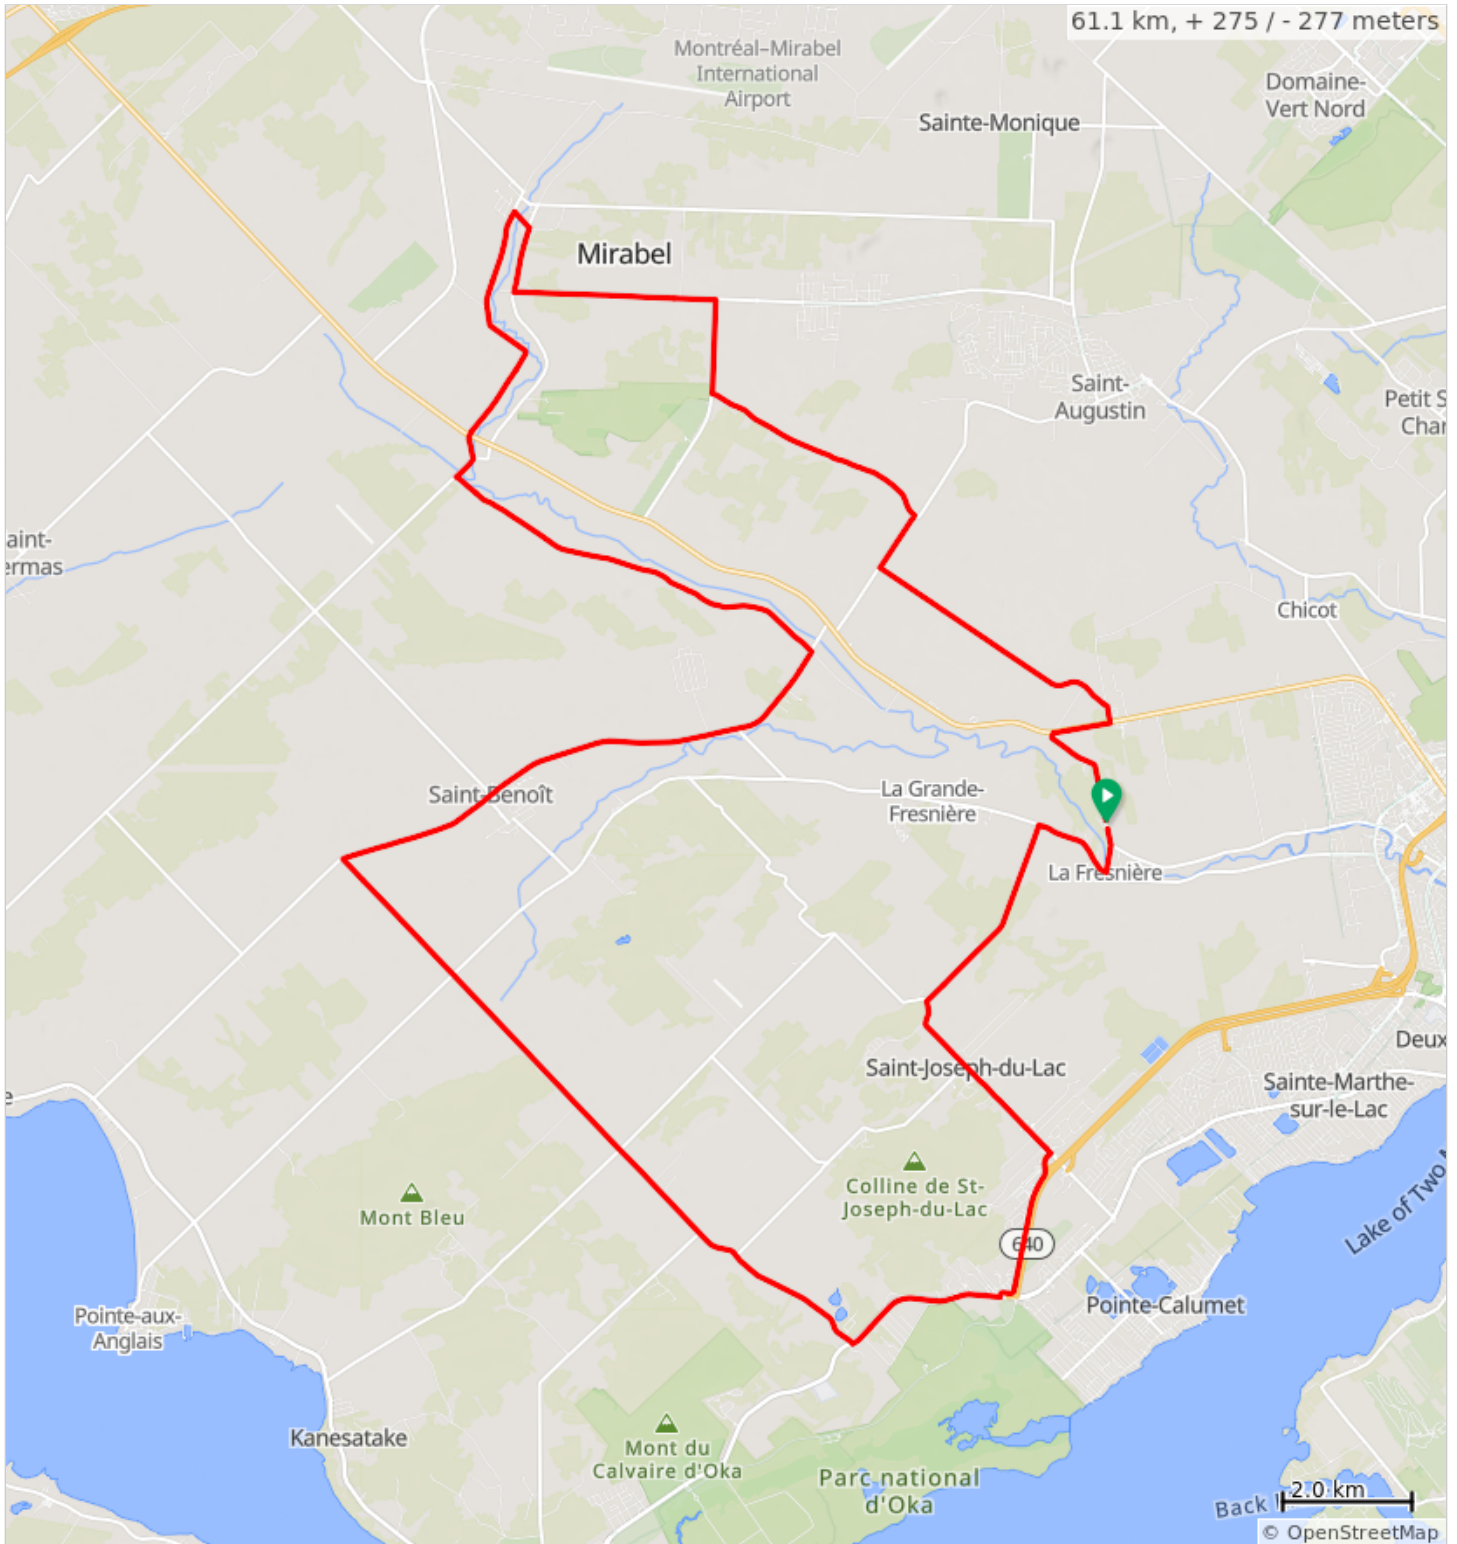 61.1 km, + 275 / - 277 meters
Montréal–Mirabel
International
Airport
Domaine-
Vert Nord
Sainte-Monique
Mirabel
Saint-
Augustin
Petit S
Char
aint-
ermas
Chicot
La Grande-
Fresnière
Saint-Benoît
La Fresnière
Deux
Saint-Joseph-du-Lac
Sainte-Marthe-
sur-le-Lac
e
Colline de St-
Joseph-du-Lac
Mont Bleu
Lake of Two M
640
Pointe-aux-
Anglais
Pointe-Calumet
Kanesatake
Mont du
Calvaire d'Oka
Parc national
d'Oka
2.0 km
Back
© OpenStreetMap